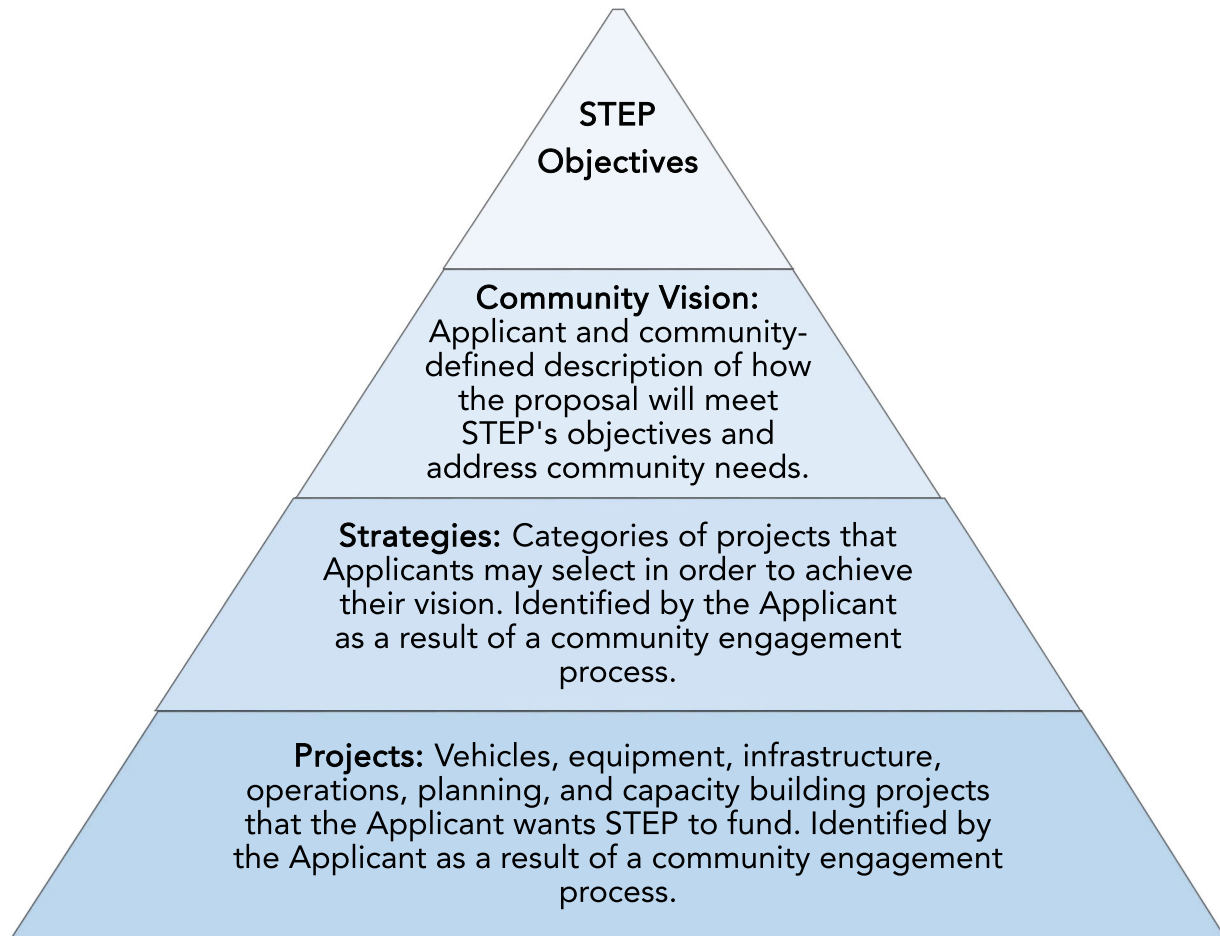 STEP
Objectives
Community Vision:
Applicant and community-
defined description of how
the proposal will meet
STEP's objectives and
address community needs.
Strategies: Categories of projects that
Applicants may select in order to achieve
their vision. Identified by the Applicant
as a result of a community engagement
process.
Projects: Vehicles, equipment, infrastructure,
operations, planning, and capacity building projects
that the Applicant wants STEP to fund. Identified by
the Applicant as a result of a community engagement
process.